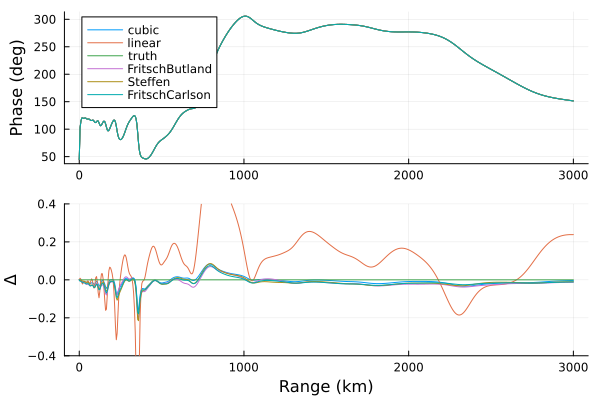 Phase (deg)
300
250
200
150
100
50
cubic
linear
truth
FritschButland
Steffen
FritschCarlson
0 1000 2000 3000
Δ
0.4
0.2
0.0
−0.2
−0.4
0 1000 2000 3000
Range (km)